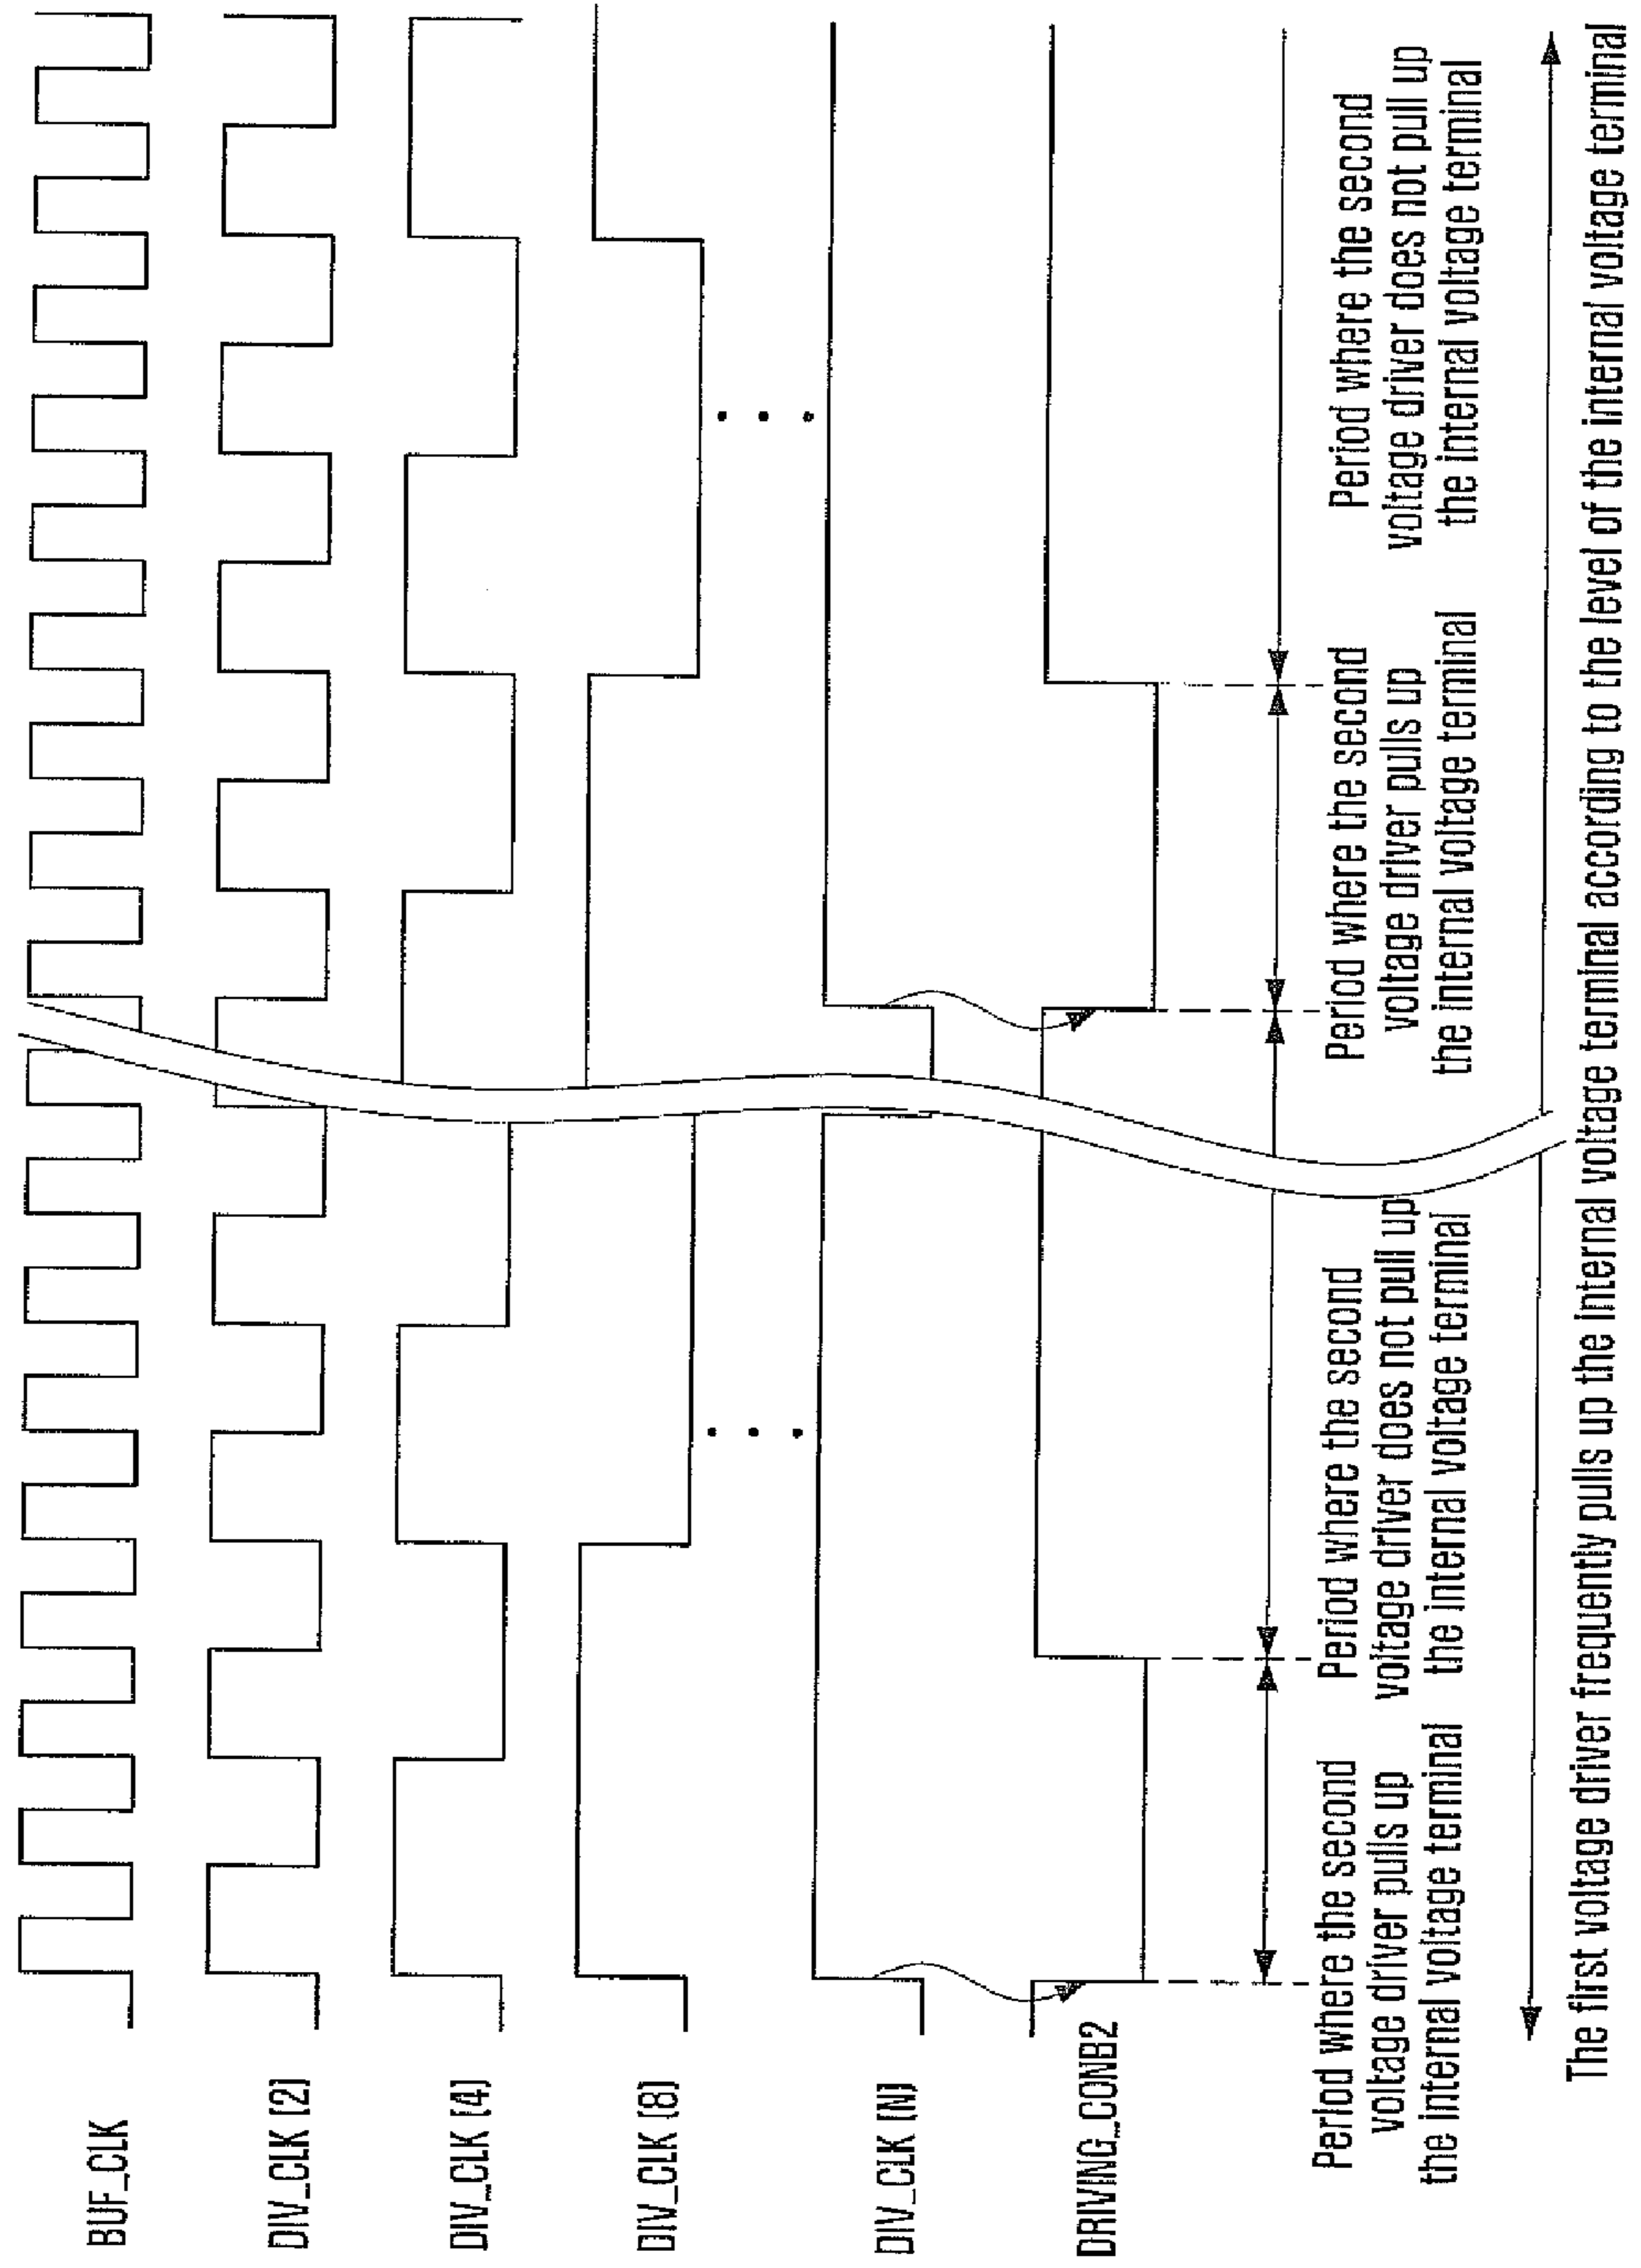 BUF_CLK
DIV_CLK (2)
DIV_CLK (4)
DIV_CLK (8)
DIV_CLK (N)
DRIVING_CONB2
Period where the second
voltage driver pulls up
the internal voltage terminal
Period where the second
voltage driver does not pull up
the internal voltage terminal
Period where the second
voltage driver pulls up
the internal voltage terminal
Period where the second
voltage driver does not pull up
the internal voltage terminal
The first voltage driver frequently pulls up the internal voltage terminal according to the level of the internal voltage terminal